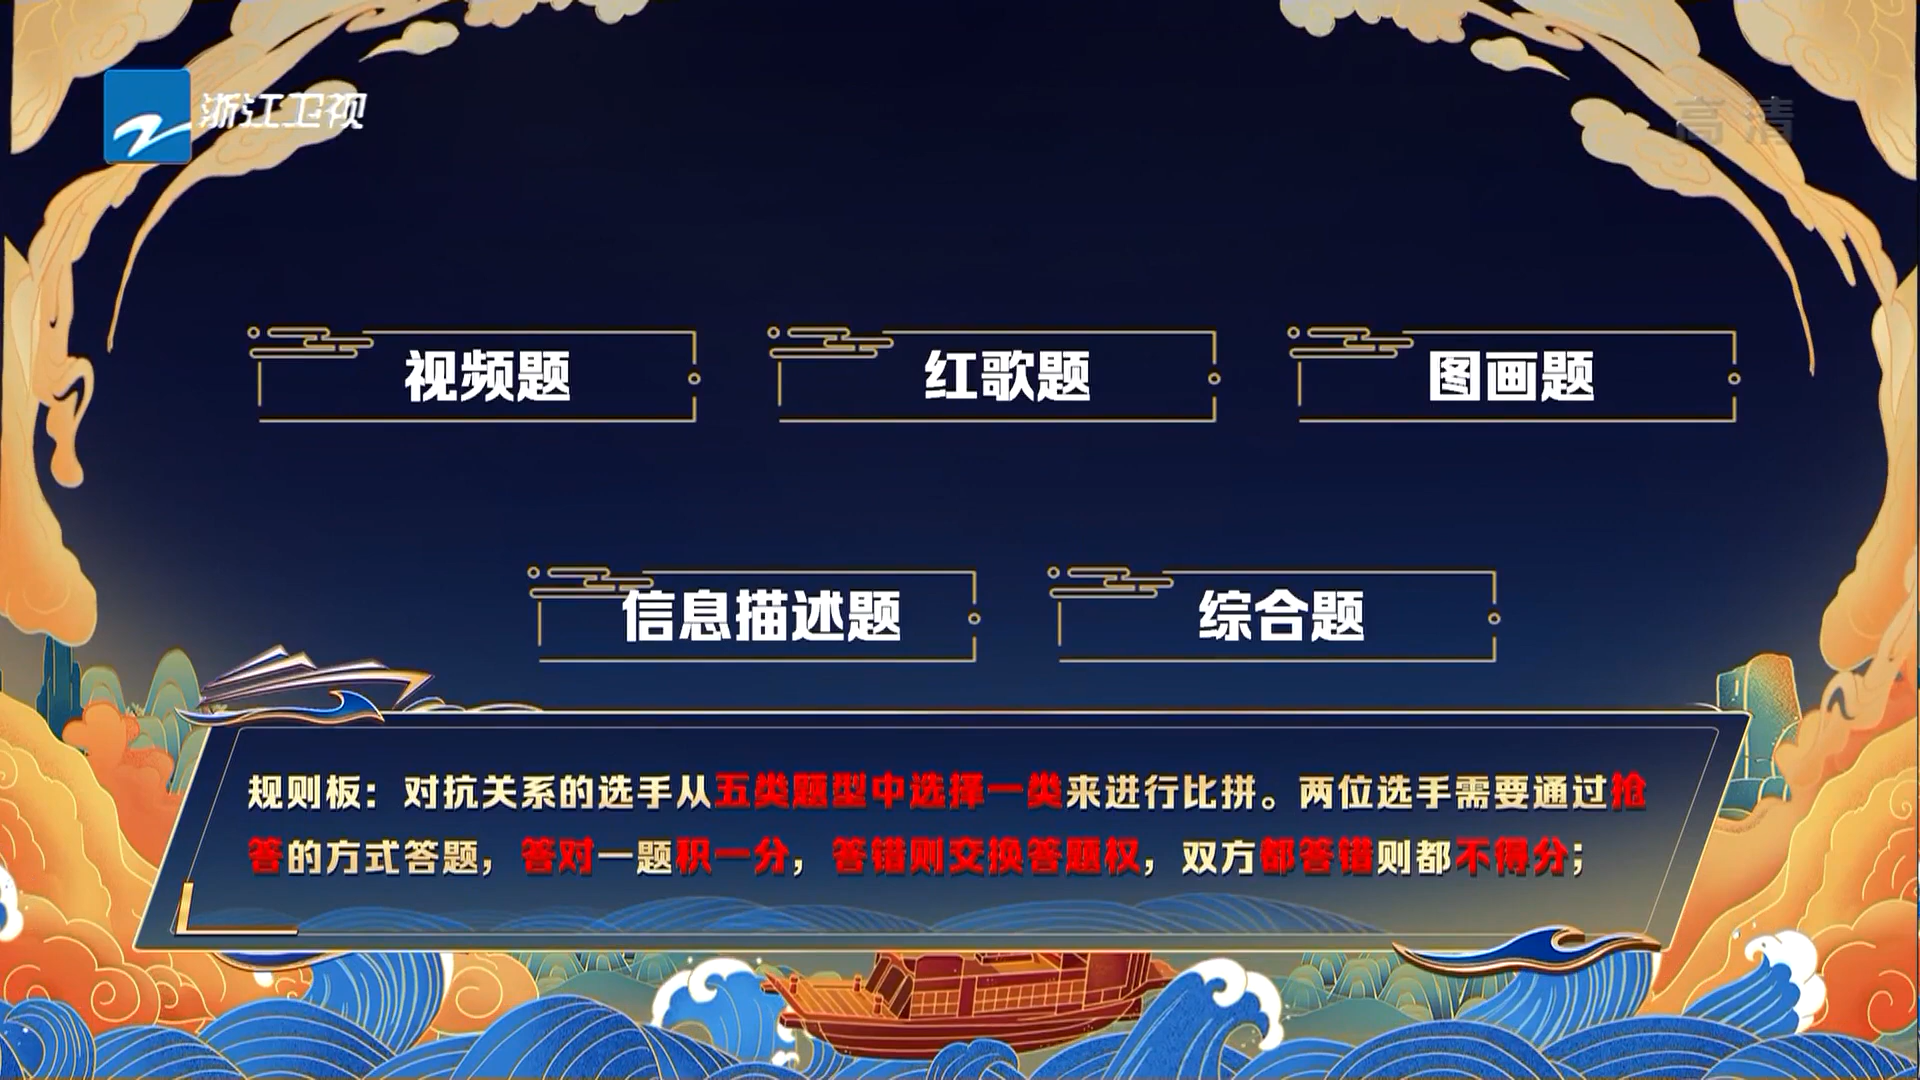 浙江卫视
高清
视频题
红歌题
图画题
信息描述题
综合题
规则板：对抗关系的选手从五类题型中选择一类来进行比拼。两位选手需要通过抢
答的方式答题，答对一题积一分，答错则交换答题权，双方都答错则都不得分；